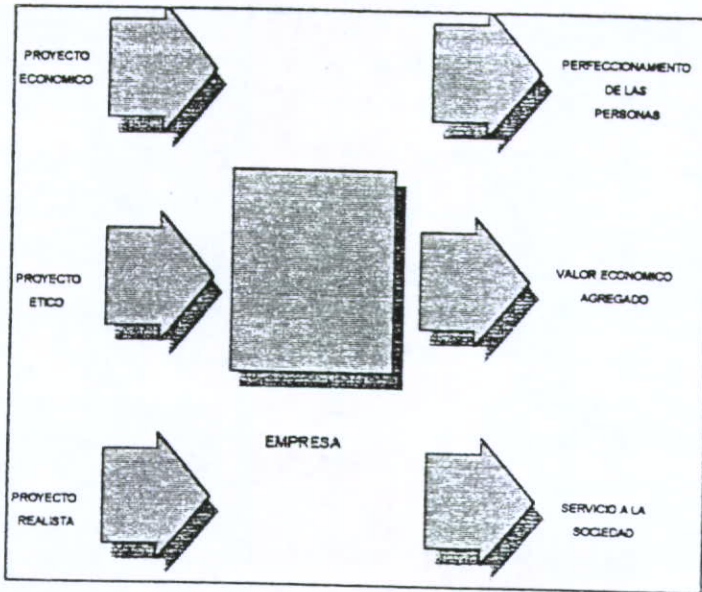 PROYECTO
ECONOMICO
PERFECCIONAMIENTO
DE LAS
PERSONAS
PROYECTO
ETICO
VALOR ECONOMICO
AGREGADO
EMPRESA
PROYECTO
REALISTA
SERVICIO A LA
SOCIEDAD